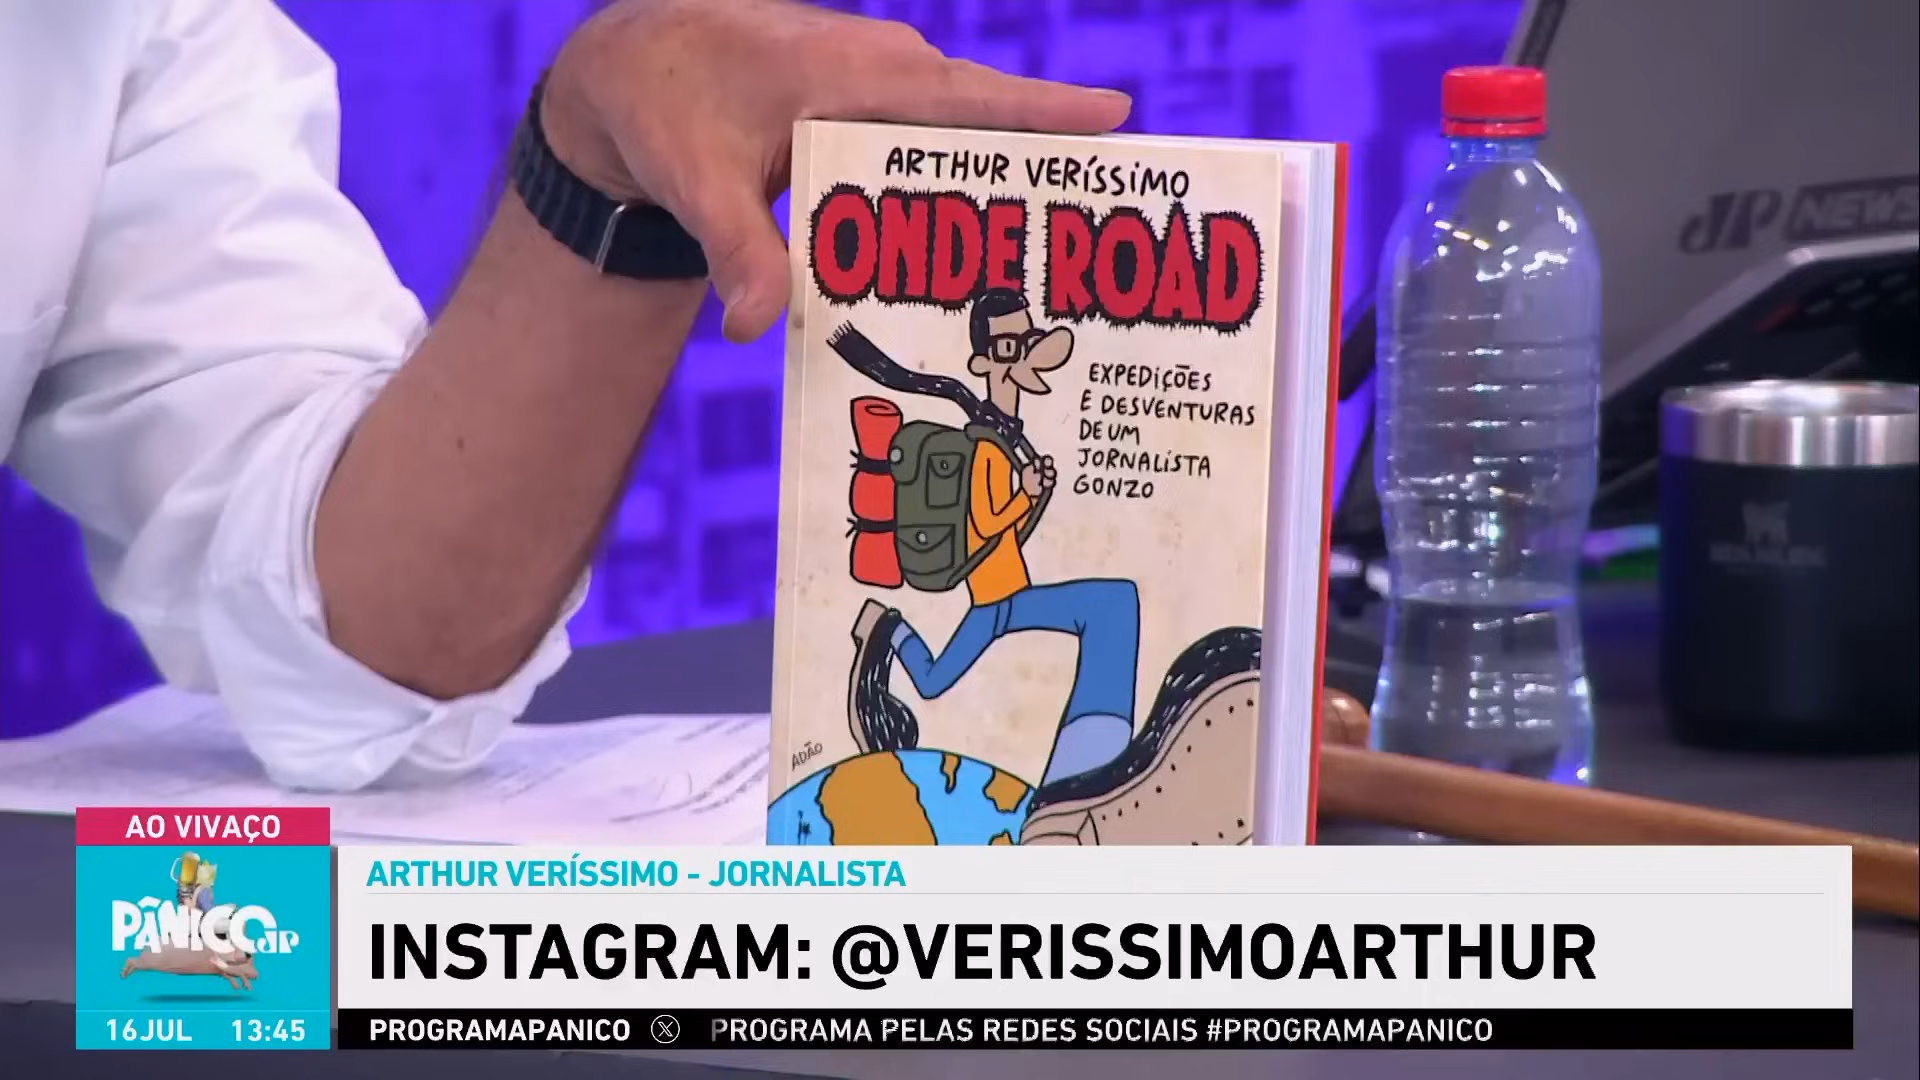 ARTHUR VERÍSSIMO
ONDE ROAD
EXPEDIÇÕES
E DESVENTURAS
DE UM
JORNALISTA
GONZO
ADÃO
JP NEWS
STANLEY
AO VIVAÇO
PÂNICO JP
16 JUL 13:45
ARTHUR VERÍSSIMO - JORNALISTA
INSTAGRAM: @VERISSIMOARTHUR
PROGRAMAPANICO X PROGRAMA PELAS REDES SOCIAIS #PROGRAMAPANICO